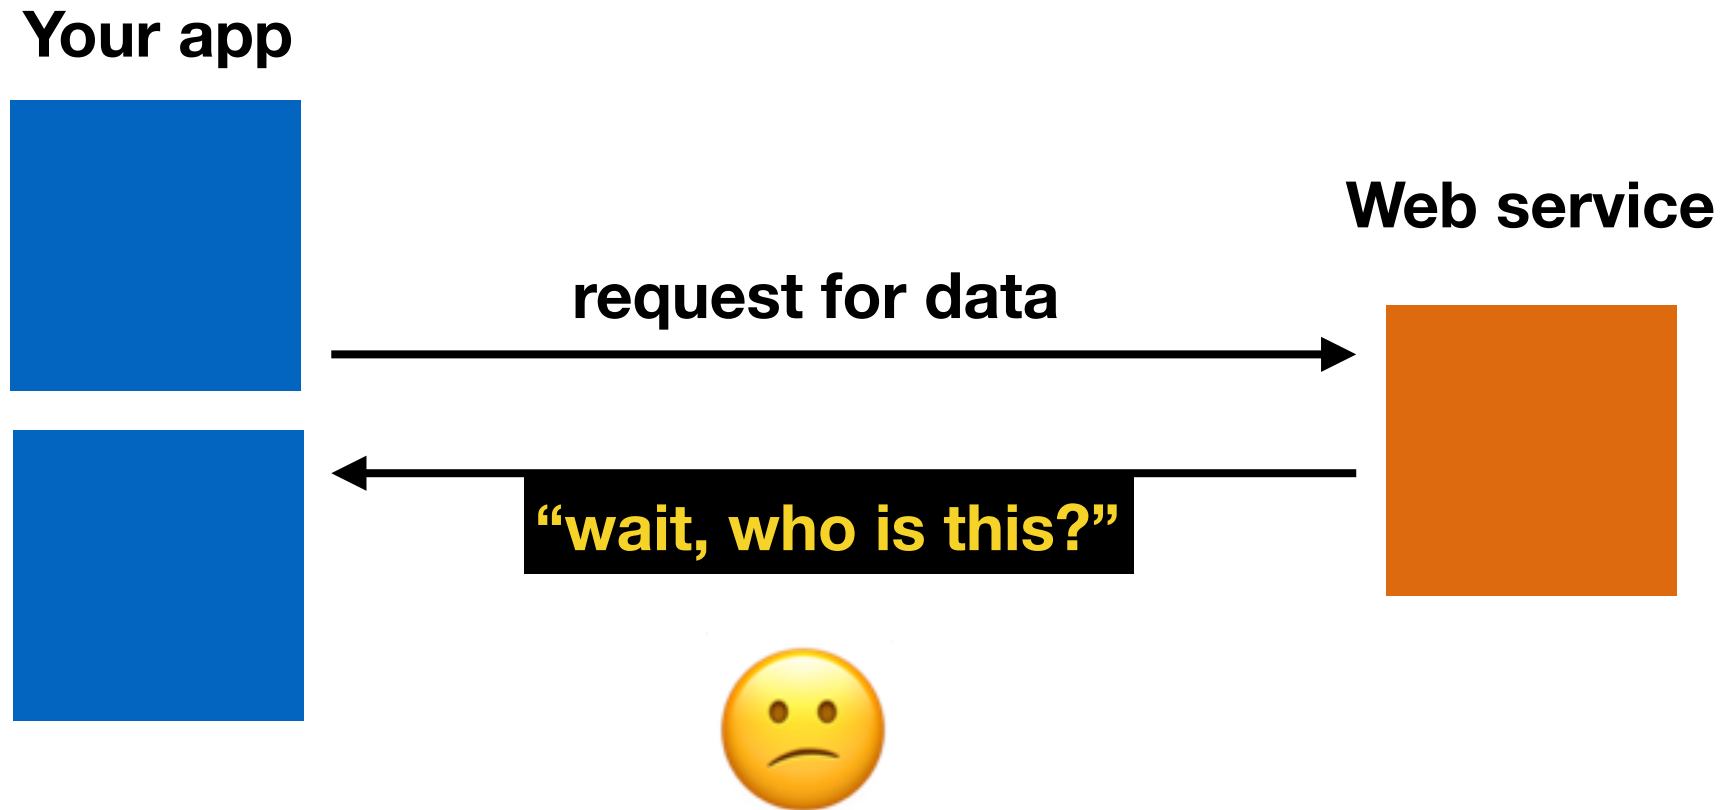 Your app
Web service
request for data
“wait, who is this?”